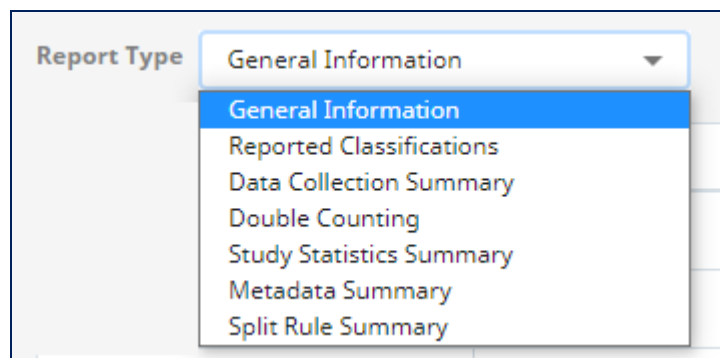 Report Type General Information
General Information
Reported Classifications
Data Collection Summary
Double Counting
Study Statistics Summary
Metadata Summary
Split Rule Summary